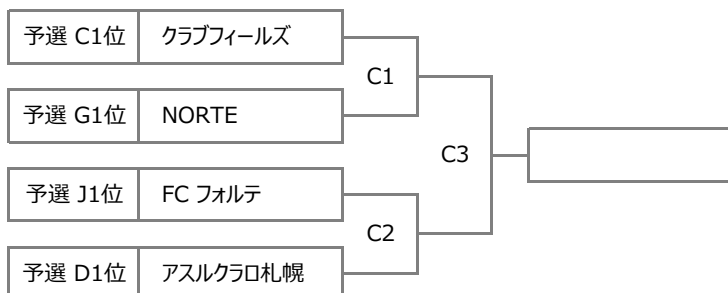 予選 C1位 クラブフィールズ
C1
予選 G1位 NORTE
C3
予選 J1位 FC フォルテ
C2
予選 D1位 アスルクラロ札幌